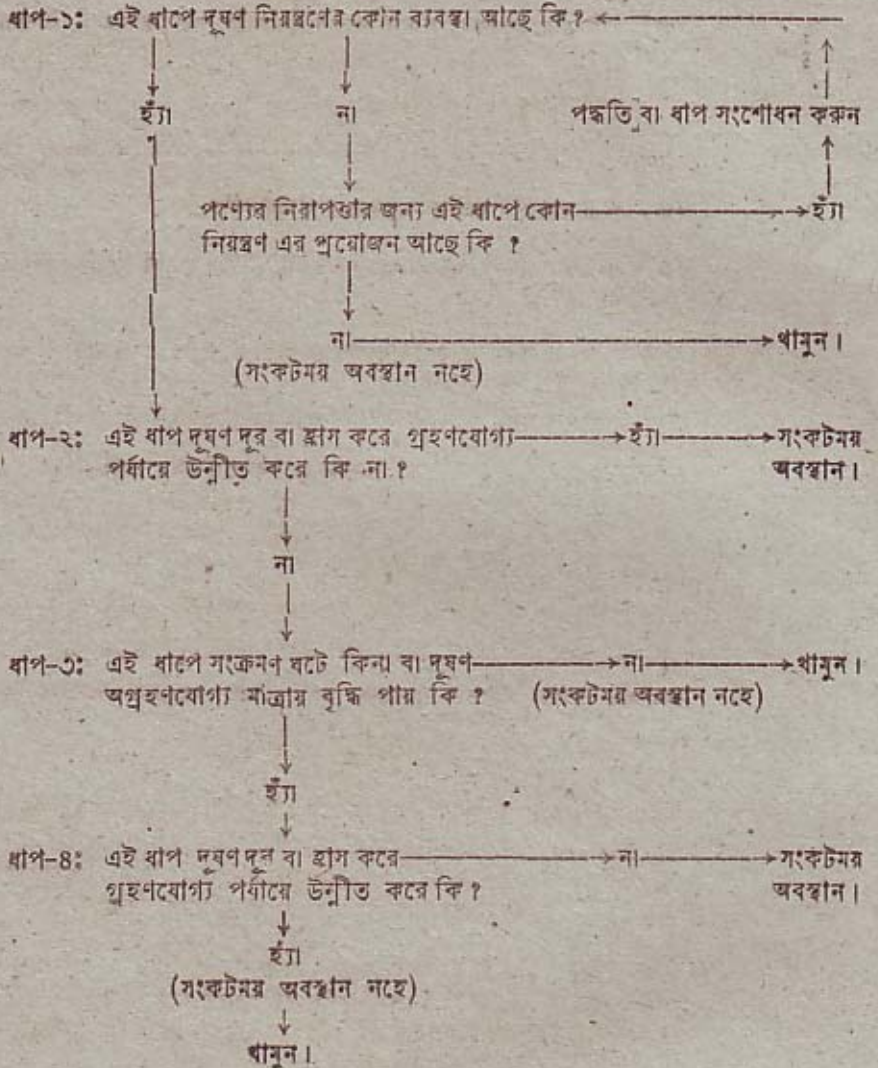 ধাপ-১: এই ধাপে দূষণ নিয়ন্ত্রণের কোন ব্যবস্থা আছে কি ?
হ্যাঁ না পদ্ধতি বা ধাপ সংশোধন করুন
পণ্যের নিরাপত্তার জন্য এই ধাপে কোন হ্যাঁ
নিয়ন্ত্রণ এর প্রয়োজন আছে কি ?
না থামুন।
(সংকটময় অবস্থান নহে)
ধাপ-২: এই ধাপ দূষণ দূর বা হ্রাস করে গ্রহণযোগ্য হ্যাঁ সংকটময়
পর্যায়ে উন্নীত করে কি না ? অবস্থান।
না
ধাপ-৩: এই ধাপে সংক্রমণ ঘটে কিনা বা দূষণ না থামুন।
অগ্রহণযোগ্য মাত্রায় বৃদ্ধি পায় কি ? (সংকটময় অবস্থান নহে)
হ্যাঁ
ধাপ-৪: এই ধাপ দূষণ দূর বা হ্রাস করে না সংকটময়
গ্রহণযোগ্য পর্যায়ে উন্নীত করে কি ? অবস্থান।
হ্যাঁ
(সংকটময় অবস্থান নহে)
থামুন।